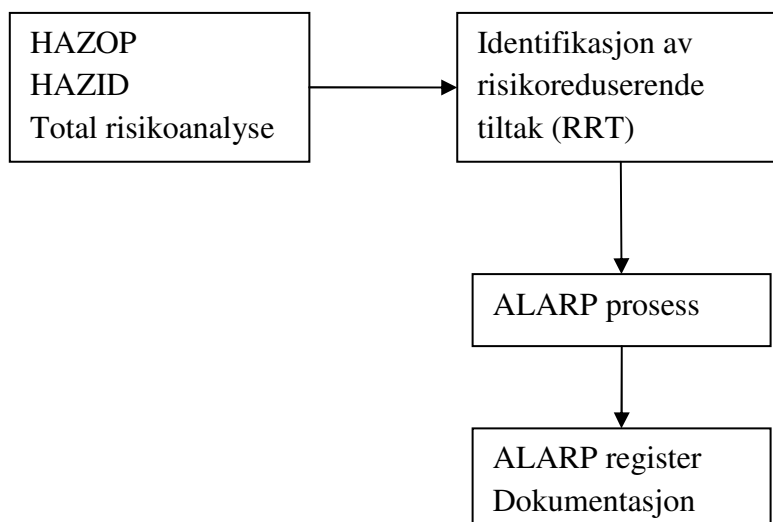 HAZOP
HAZID
Total risikoanalyse
Identifikasjon av
risikoreduserende
tiltak (RRT)
ALARP prosess
ALARP register
Dokumentasjon